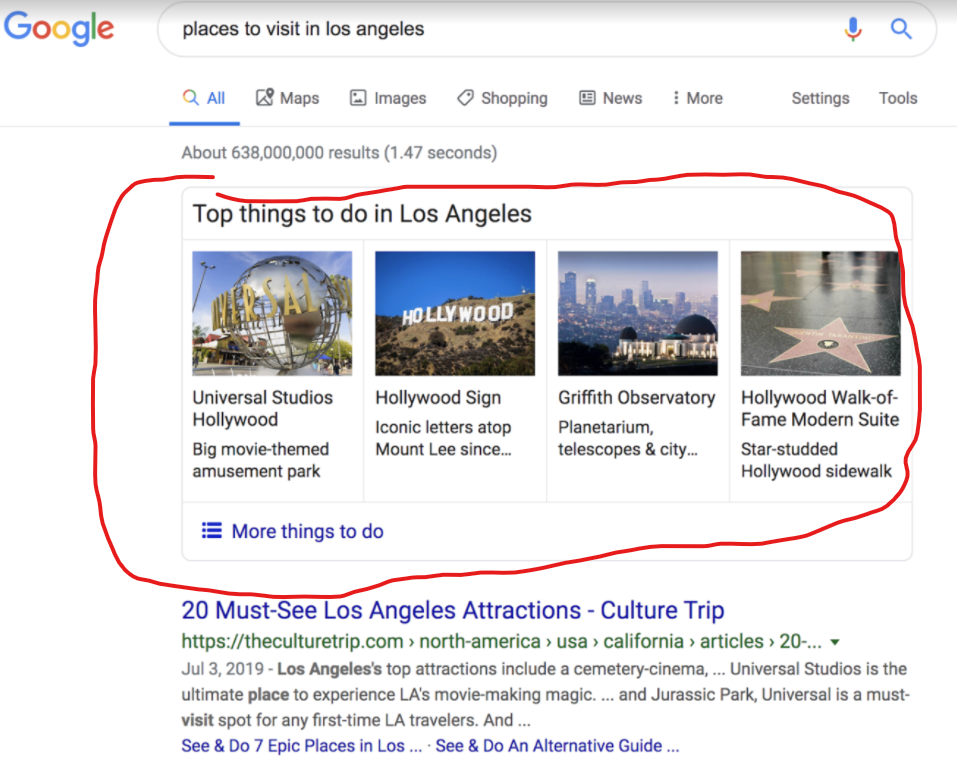 Google
places to visit in los angeles
All Maps Images Shopping News More Settings Tools
About 638,000,000 results (1.47 seconds)
Top things to do in Los Angeles
UNIVERSAL
HOLLYWOOD
Universal Studios
Hollywood
Big movie-themed
amusement park
Hollywood Sign
Iconic letters atop
Mount Lee since...
Griffith Observatory
Planetarium,
telescopes & city...
Hollywood Walk-of-
Fame Modern Suite
Star-studded
Hollywood sidewalk
More things to do
20 Must-See Los Angeles Attractions - Culture Trip
https://theculturetrip.com › north-america › usa › california › articles › 20-...
Jul 3, 2019 - Los Angeles's top attractions include a cemetery-cinema, ... Universal Studios is the
ultimate place to experience LA's movie-making magic. ... and Jurassic Park, Universal is a must-
visit spot for any first-time LA travelers. And ...
See & Do 7 Epic Places in Los ... · See & Do An Alternative Guide ...